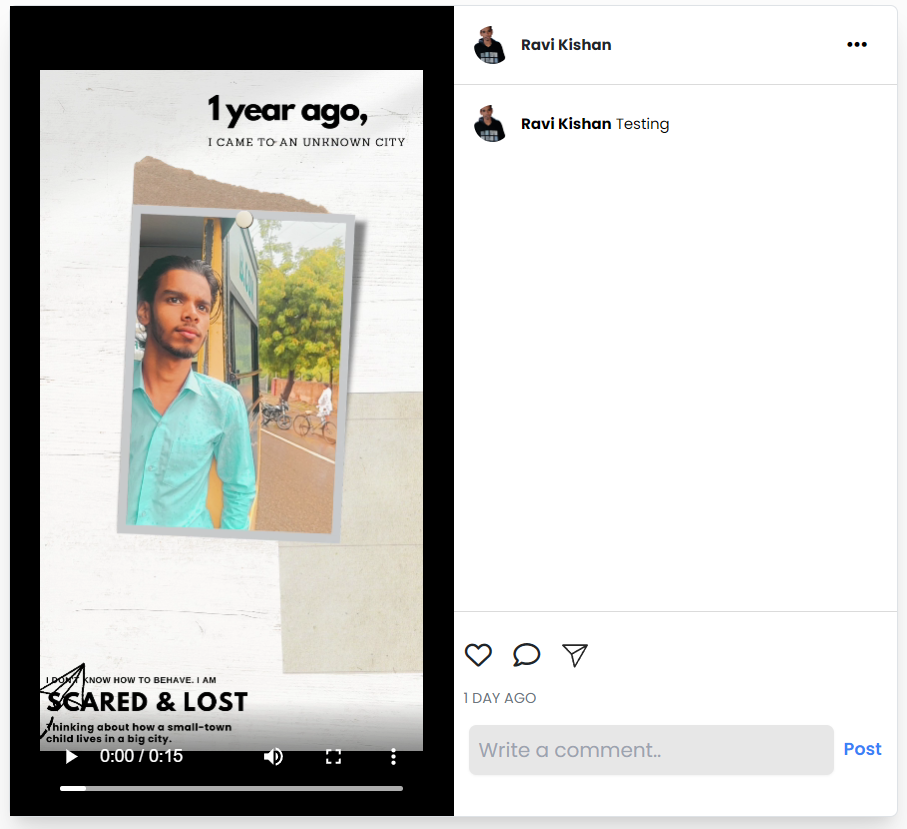 1 year ago,
I CAME TO AN UNKNOWN CITY
I DON'T KNOW HOW TO BEHAVE. I AM
SCARED & LOST
Thinking about how a small-town
child lives in a big city.
0:00 / 0:15
Ravi Kishan
Ravi Kishan Testing
1 DAY AGO
Write a comment..
Post